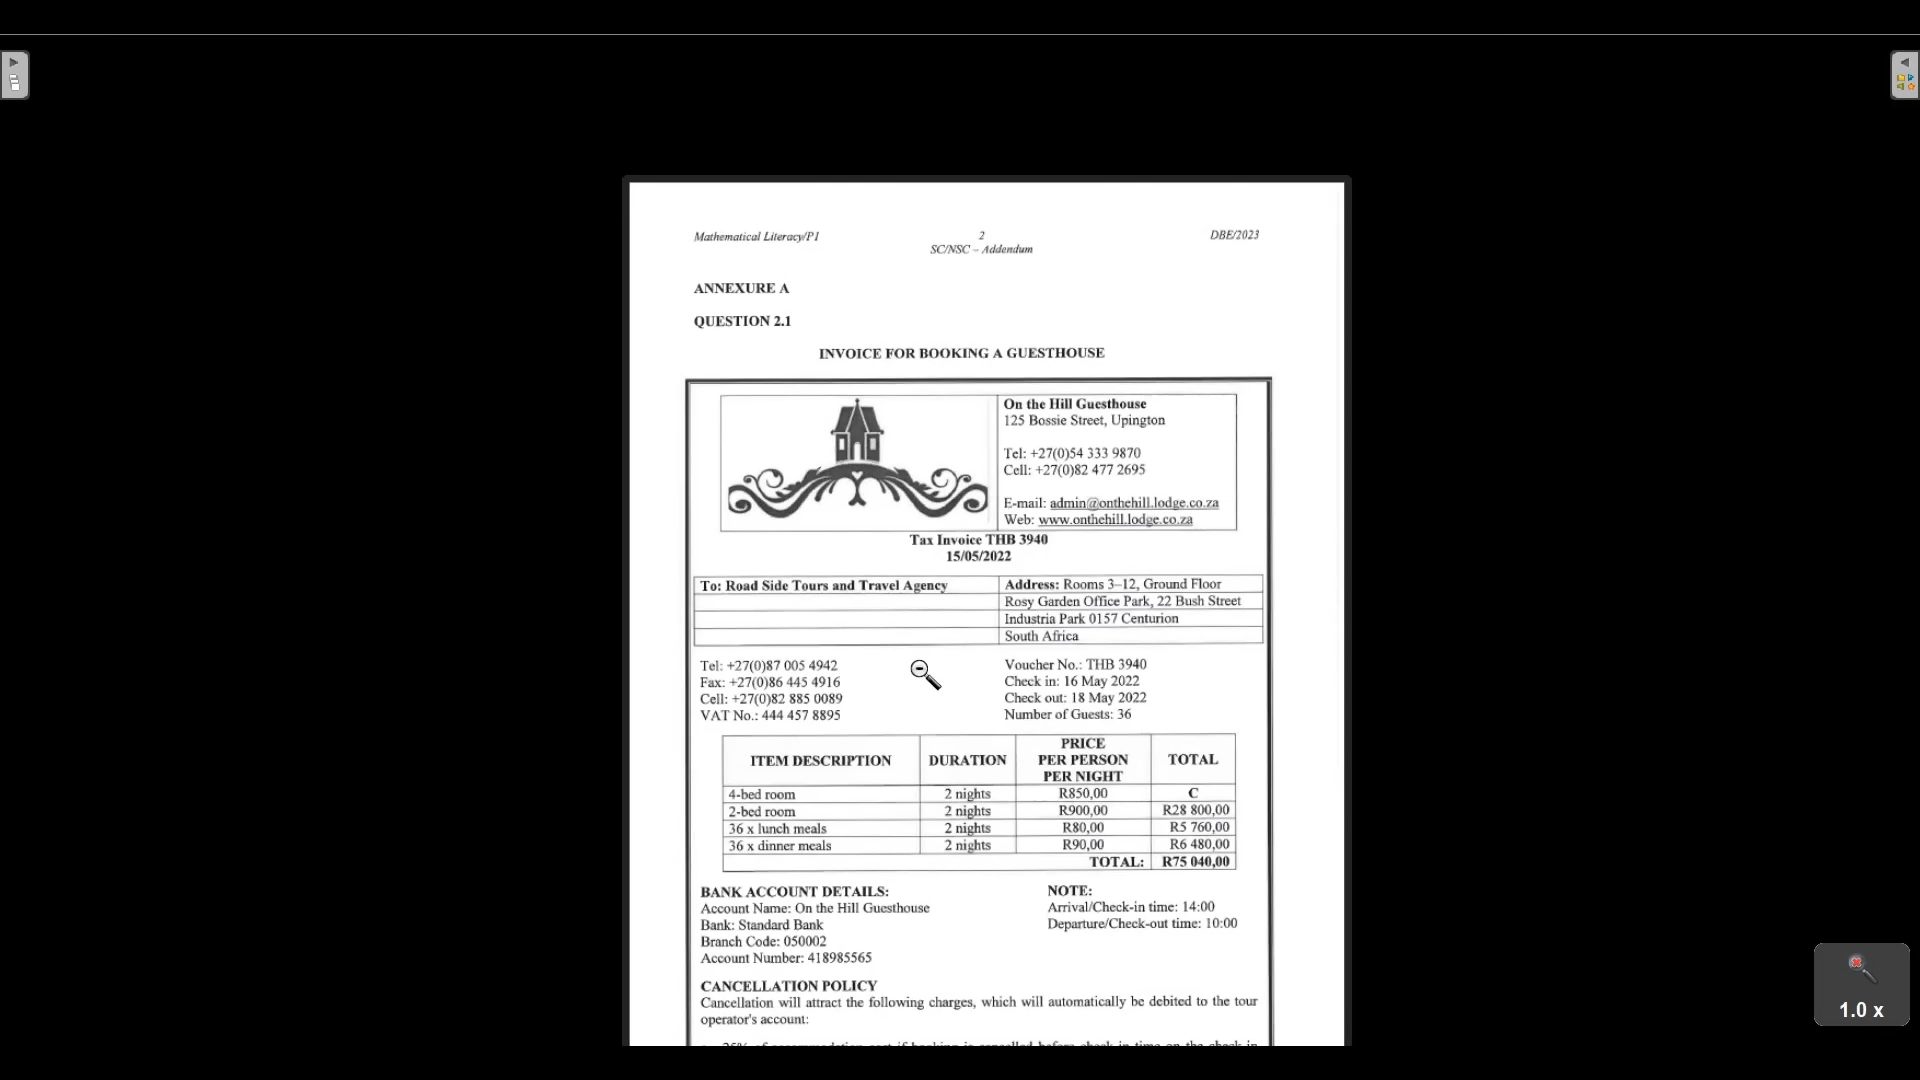 Mathematical Literacy/P1 2 DBE/2023
SC/NSC – Addendum
ANNEXURE A
QUESTION 2.1
INVOICE FOR BOOKING A GUESTHOUSE
On the Hill Guesthouse
125 Bossie Street, Upington
Tel: +27(0)54 333 9870
Cell: +27(0)82 477 2695
E-mail: admin@onthehill.lodge.co.za
Web: www.onthehill.lodge.co.za
Tax Invoice THB 3940
15/05/2022
To: Road Side Tours and Travel Agency Address: Rooms 3–12, Ground Floor
Rosy Garden Office Park, 22 Bush Street
Industria Park 0157 Centurion
South Africa
Tel: +27(0)87 005 4942 Voucher No.: THB 3940
Fax: +27(0)86 445 4916 Check in: 16 May 2022
Cell: +27(0)82 885 0089 Check out: 18 May 2022
VAT No.: 444 457 8895 Number of Guests: 36
ITEM DESCRIPTION DURATION PRICE PER PERSON PER NIGHT TOTAL
4-bed room 2 nights R850,00 C
2-bed room 2 nights R900,00 R28 800,00
36 x lunch meals 2 nights R80,00 R5 760,00
36 x dinner meals 2 nights R90,00 R6 480,00
TOTAL: R75 040,00
BANK ACCOUNT DETAILS: NOTE:
Account Name: On the Hill Guesthouse Arrival/Check-in time: 14:00
Bank: Standard Bank Departure/Check-out time: 10:00
Branch Code: 050002
Account Number: 418985565
CANCELLATION POLICY
Cancellation will attract the following charges, which will automatically be debited to the tour
operator's account:
1.0 x